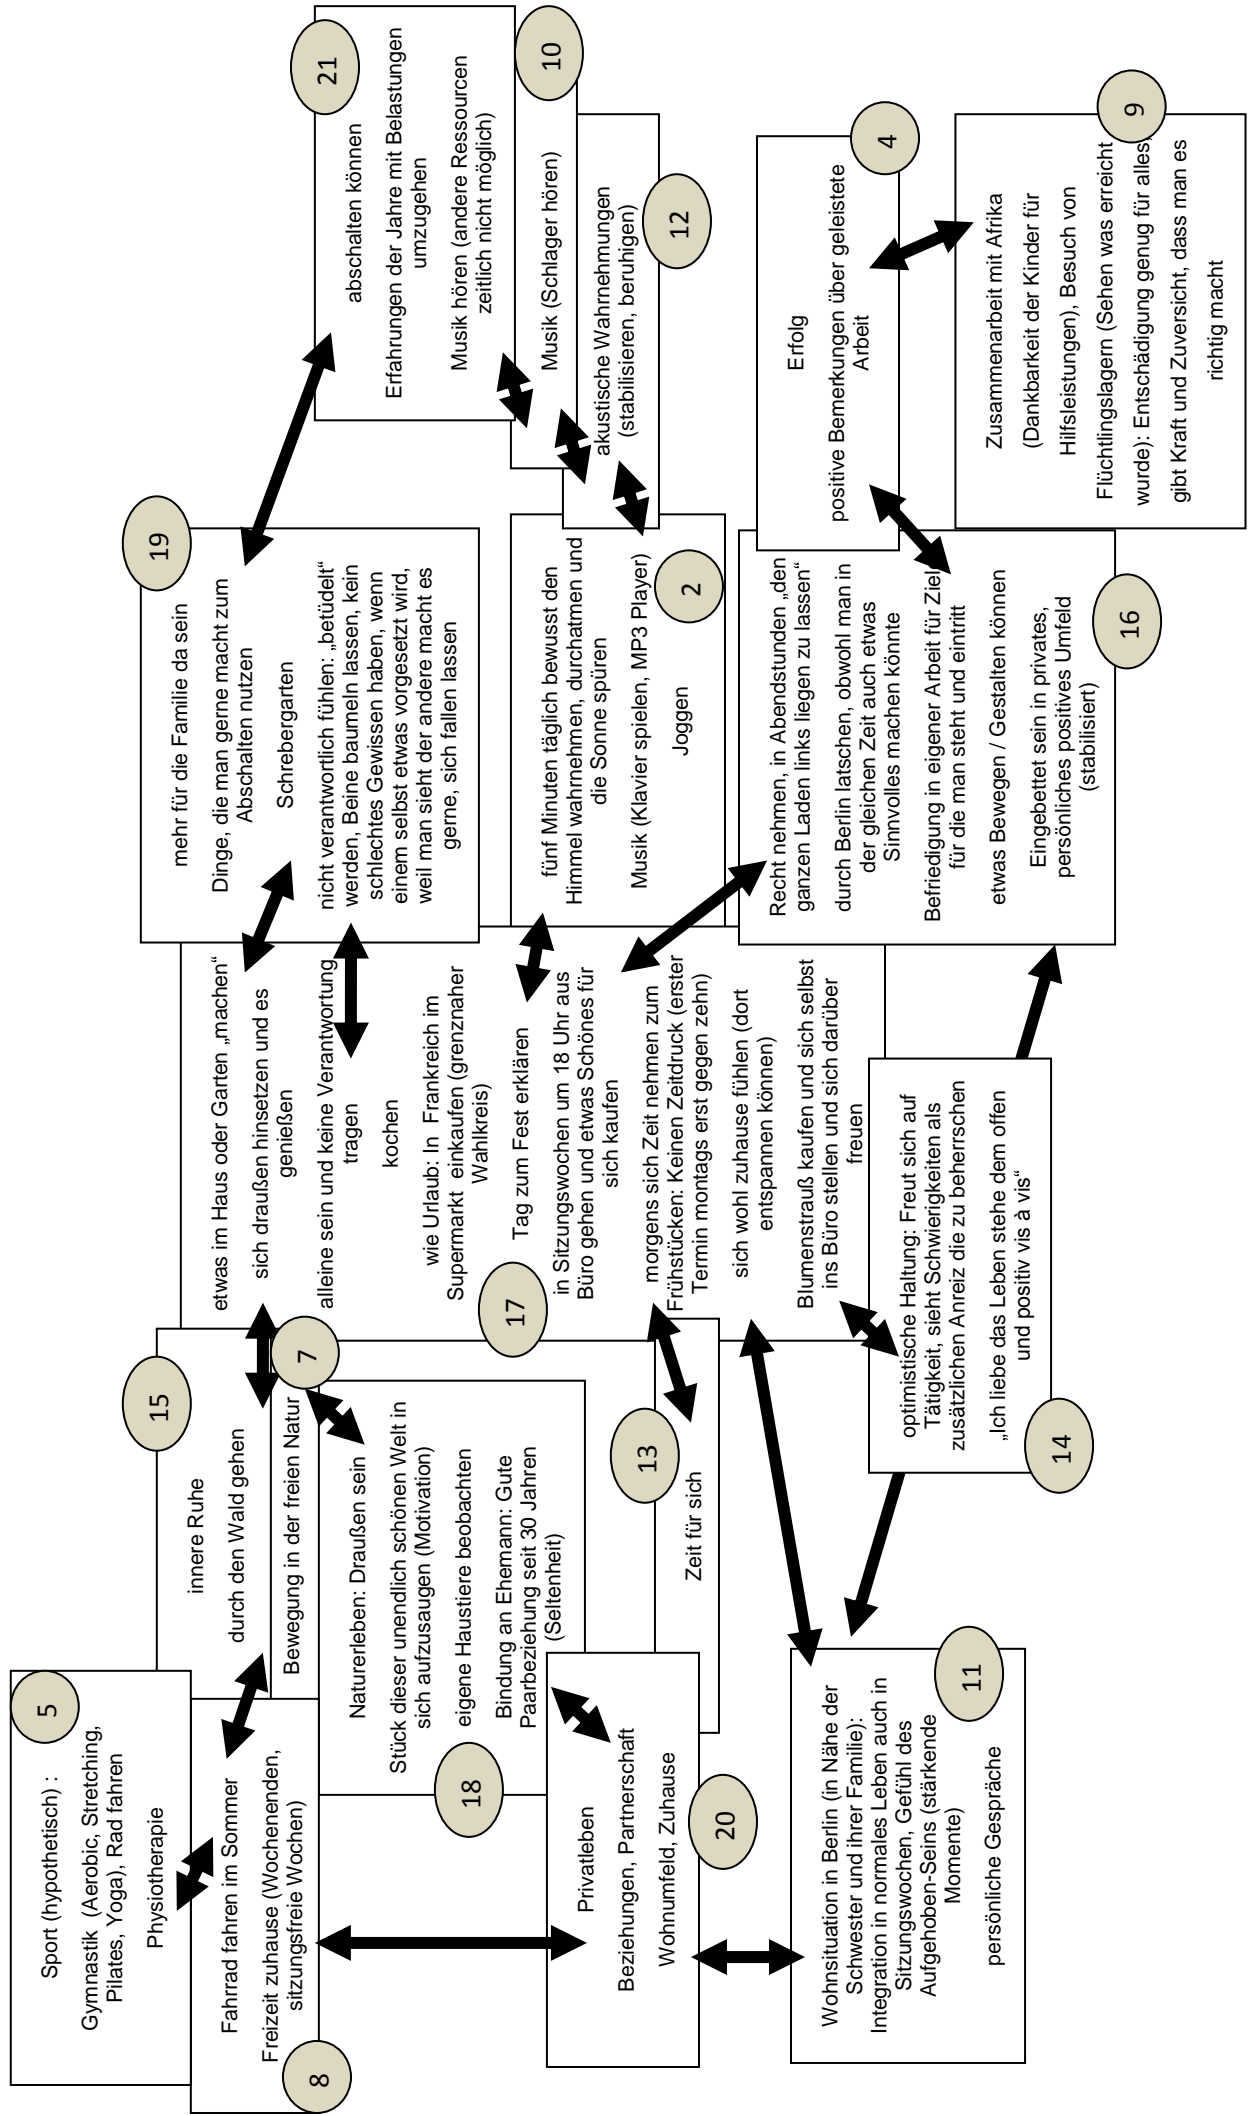 5
Sport (hypothetisch) :
Gymnastik  (Aerobic, Stretching,
Pilates, Yoga), Rad fahren
Physiotherapie
8
Fahrrad fahren im Sommer
Freizeit zuhause (Wochenenden,
sitzungsfreie Wochen)
15
innere Ruhe
durch den Wald gehen
7
Bewegung in der freien Natur
18
Naturerleben: Draußen sein
Stück dieser unendlich schönen Welt in
sich aufzusaugen (Motivation)
eigene Haustiere beobachten
Bindung an Ehemann: Gute
Paarbeziehung seit 30 Jahren
(Seltenheit)
20
Privatleben
Beziehungen, Partnerschaft
Wohnumfeld, Zuhause
13
Zeit für sich
11
Wohnsituation in Berlin (in Nähe der
Schwester und ihrer Familie):
Integration in normales Leben auch in
Sitzungswochen, Gefühl des
Aufgehoben-Seins (stärkende
Momente)
persönliche Gespräche
17
etwas im Haus oder Garten „machen“
sich draußen hinsetzen und es
genießen
alleine sein und keine Verantwortung
tragen
kochen
wie Urlaub: In  Frankreich im
Supermarkt  einkaufen (grenznaher
Wahlkreis)
Tag zum Fest erklären
in Sitzungswochen um 18 Uhr aus
Büro gehen und etwas Schönes für
sich kaufen
morgens sich Zeit nehmen zum
Frühstücken: Keinen Zeitdruck (erster
Termin montags erst gegen zehn)
sich wohl zuhause fühlen (dort
entspannen können)
Blumenstrauß kaufen und sich selbst
ins Büro stellen und sich darüber
freuen
14
optimistische Haltung: Freut sich auf
Tätigkeit, sieht Schwierigkeiten als
zusätzlichen Anreiz die zu beherrschen
„Ich liebe das Leben stehe dem offen
und positiv vis à vis“
19
mehr für die Familie da sein
Dinge, die man gerne macht zum
Abschalten nutzen
Schrebergarten
nicht verantwortlich fühlen: „betüdelt“
werden, Beine baumeln lassen, kein
schlechtes Gewissen haben, wenn
einem selbst etwas vorgesetzt wird,
weil man sieht der andere macht es
gerne, sich fallen lassen
2
fünf Minuten täglich bewusst den
Himmel wahrnehmen, durchatmen und
die Sonne spüren
Musik (Klavier spielen, MP3 Player)
Joggen
16
Recht nehmen, in Abendstunden „den
ganzen Laden links liegen zu lassen“
durch Berlin latschen, obwohl man in
der gleichen Zeit auch etwas
Sinnvolles machen könnte
Befriedigung in eigener Arbeit für Ziel
für die man steht und eintritt
etwas Bewegen / Gestalten können
Eingebettet sein in privates,
persönliches positives Umfeld
(stabilisiert)
21
abschalten können
Erfahrungen der Jahre mit Belastungen
umzugehen
Musik hören (andere Ressourcen
zeitlich nicht möglich)
10
Musik (Schlager hören)
12
akustische Wahrnehmungen
(stabilisieren, beruhigen)
4
Erfolg
positive Bemerkungen über geleistete
Arbeit
9
Zusammenarbeit mit Afrika
(Dankbarkeit der Kinder für
Hilfsleistungen), Besuch von
Flüchtlingslagern (Sehen was erreicht
wurde): Entschädigung genug für alles,
gibt Kraft und Zuversicht, dass man es
richtig macht